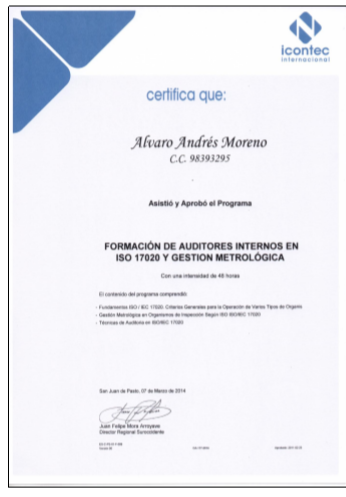 icontec
internacional
certifica que:
Alvaro Andrés Moreno
C.C. 98393295
Asistió y Aprobó el Programa
FORMACIÓN DE AUDITORES INTERNOS EN
ISO 17020 Y GESTION METROLÓGICA
Con una intensidad de 48 horas
El contenido del programa comprendió:
- Fundamentos ISO / IEC 17020. Criterios Generales para la Operación de Varios Tipos de Organis
- Gestión Metrológica en Organismos de Inspección Según ISO ISO/IEC 17020
- Técnicas de Auditoría en ISO/IEC 17020
San Juan de Pasto, 07 de Marzo de 2014
Juan Felipe Mora Arroyave
Director Regional Suroccidente